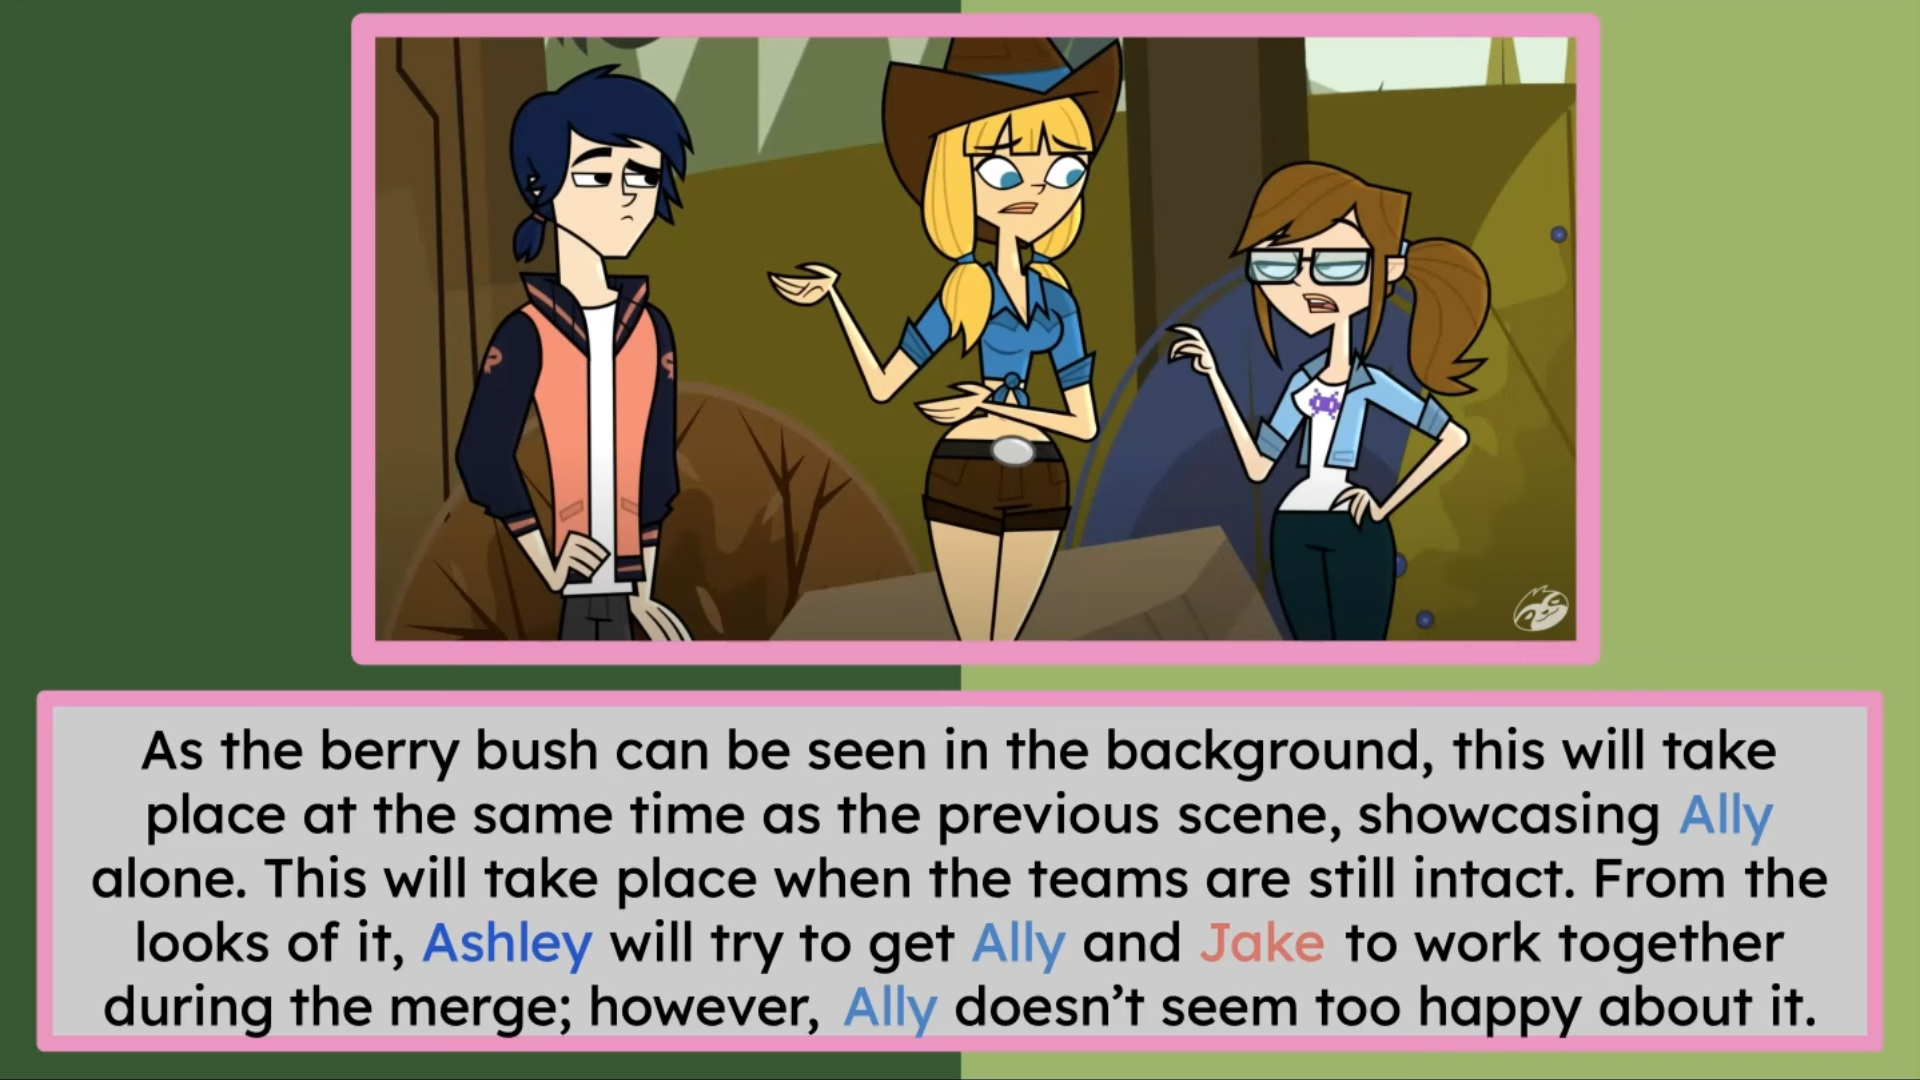 As the berry bush can be seen in the background, this will take
place at the same time as the previous scene, showcasing Ally
alone. This will take place when the teams are still intact. From the
looks of it, Ashley will try to get Ally and Jake to work together
during the merge; however, Ally doesn’t seem too happy about it.